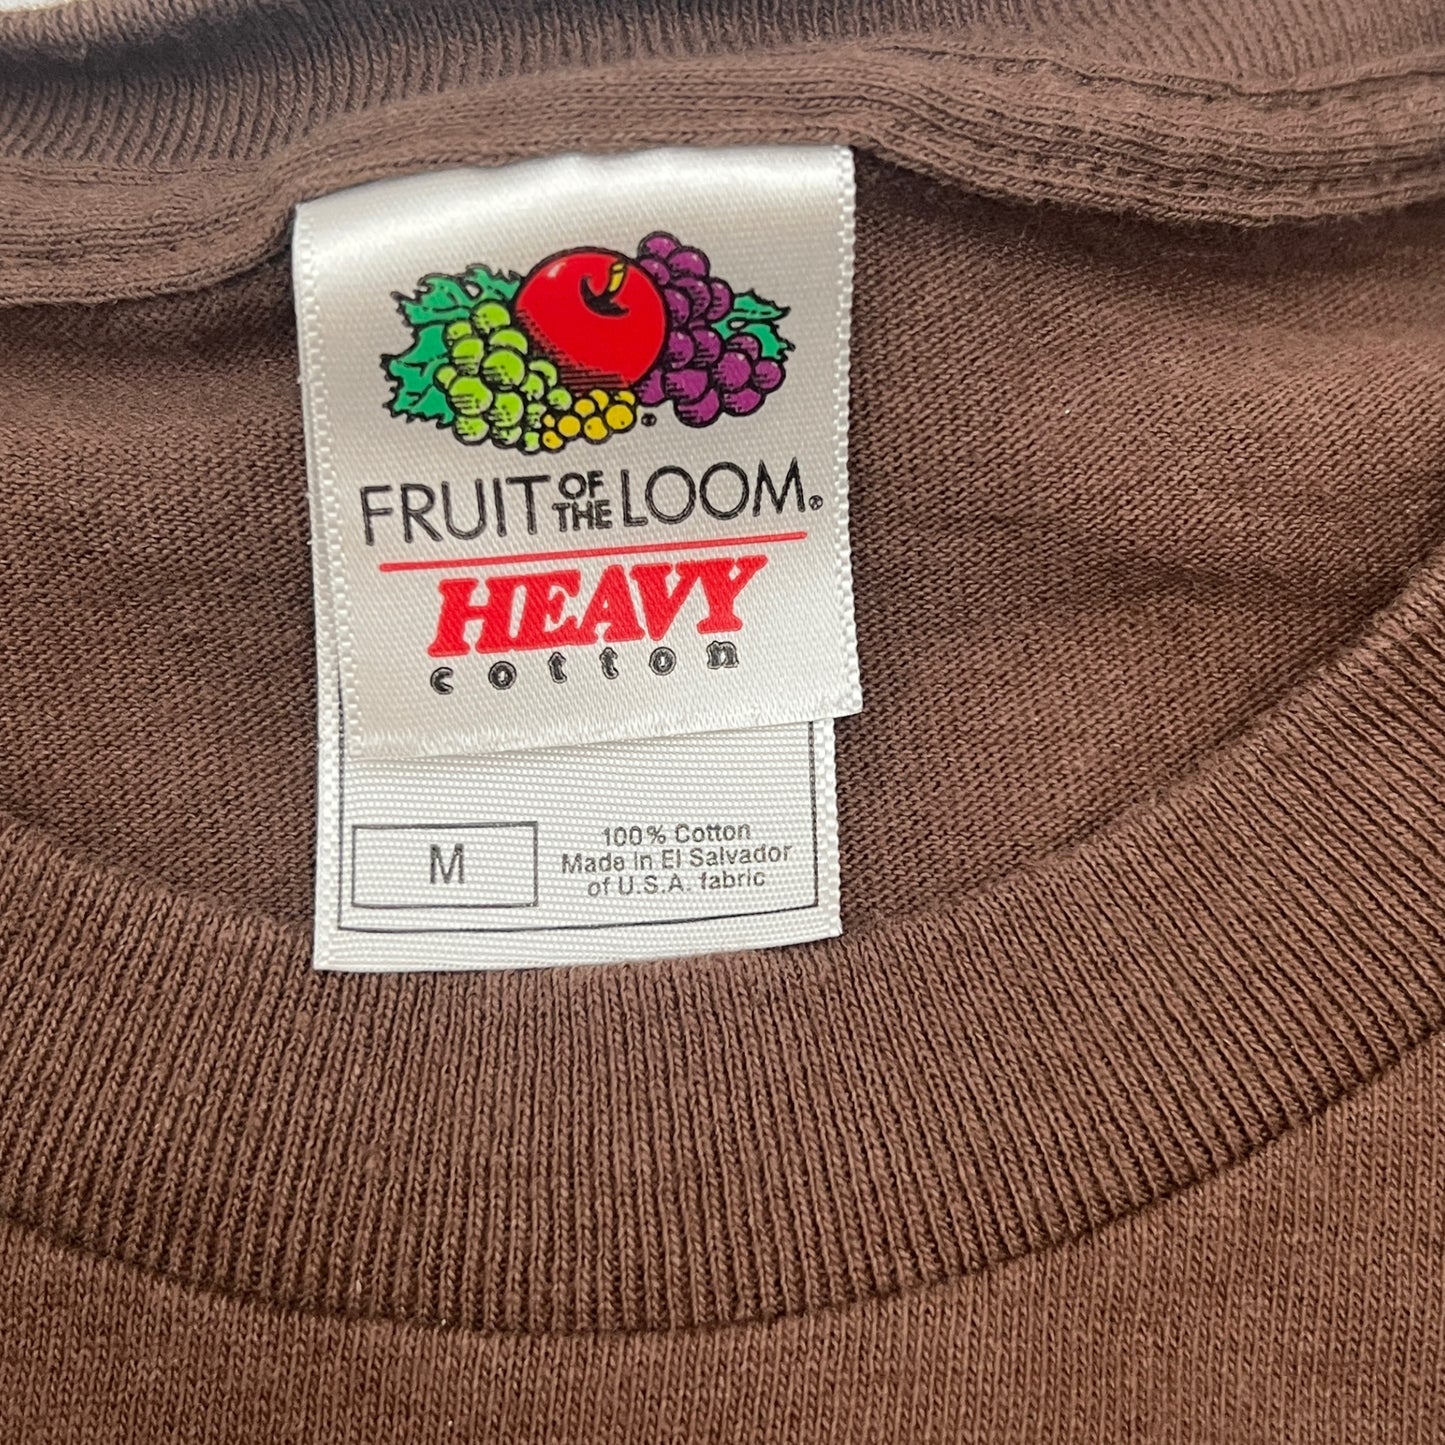 FRUIT OF THE LOOM®
HEAVY
cotton
M
100% Cotton
Made in El Salvador
of U.S.A. fabric